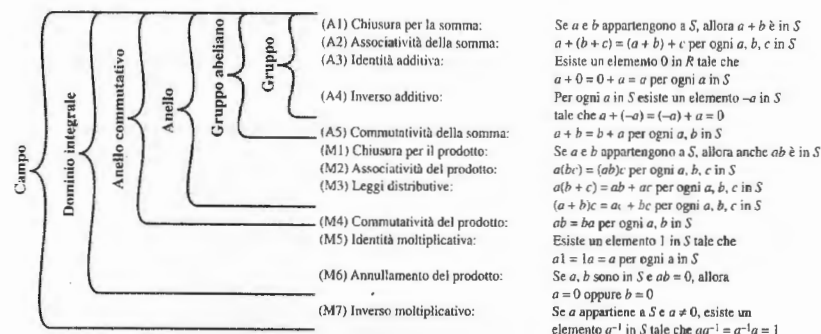 Campo
Dominio integrale
Anello commutativo
Anello
Gruppo abeliano
Gruppo
(A1) Chiusura per la somma: Se a e b appartengono a S, allora a + b è in S
(A2) Associatività della somma: a + (b + c) = (a + b) + c per ogni a, b, c in S
(A3) Identità additiva: Esiste un elemento 0 in R tale che
a + 0 = 0 + a = a per ogni a in S
(A4) Inverso additivo: Per ogni a in S esiste un elemento –a in S
tale che a + (–a) = (–a) + a = 0
(A5) Commutatività della somma: a + b = b + a per ogni a, b in S
(M1) Chiusura per il prodotto: Se a e b appartengono a S, allora anche ab è in S
(M2) Associatività del prodotto: a(bc) = (ab)c per ogni a, b, c in S
(M3) Leggi distributive: a(b + c) = ab + ac per ogni a, b, c in S
(a + b)c = ac + bc per ogni a, b, c in S
(M4) Commutatività del prodotto: ab = ba per ogni a, b in S
(M5) Identità moltiplicativa: Esiste un elemento 1 in S tale che
a1 = 1a = a per ogni a in S
(M6) Annullamento del prodotto: Se a, b sono in S e ab = 0, allora
a = 0 oppure b = 0
(M7) Inverso moltiplicativo: Se a appartiene a S e a ≠ 0, esiste un
elemento a⁻¹ in S tale che aa⁻¹ = a⁻¹a = 1